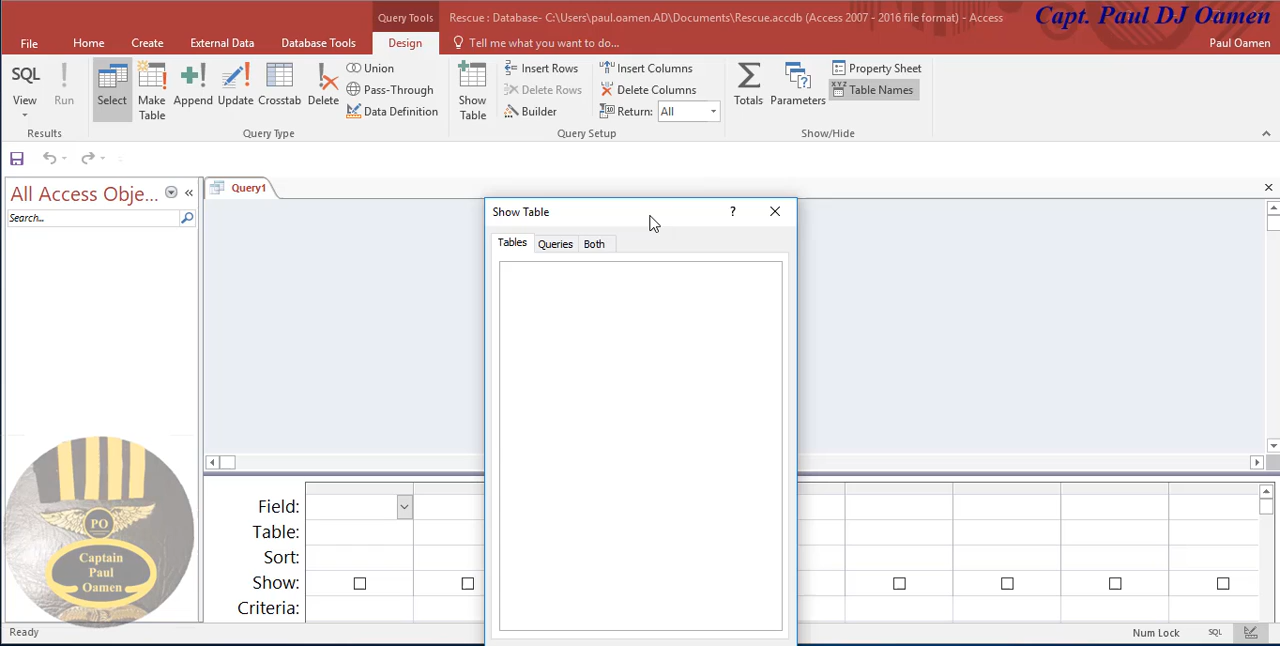 Query Tools
Rescue : Database- C:\Users\paul.oamen.AD\Documents\Rescue.accdb (Access 2007 - 2016 file format) - Access
Capt. Paul DJ Oamen
File Home Create External Data Database Tools Design Tell me what you want to do...
Paul Oamen
SQL
View
Run
Results
Select
Make
Table
Append
Update
Crosstab
Delete
Union
Pass-Through
Data Definition
Query Type
Show
Table
Insert Rows
Delete Rows
Builder
Insert Columns
Delete Columns
Return: All
Query Setup
Σ
Totals
Parameters
Property Sheet
XYZ
Table Names
Show/Hide
All Access Obje...
Search..
Query1
Show Table
Tables Queries Both
Field:
Table:
Sort:
Show:
Criteria:
PO
Captain
Paul
Oamen
Ready
Num Lock SQL